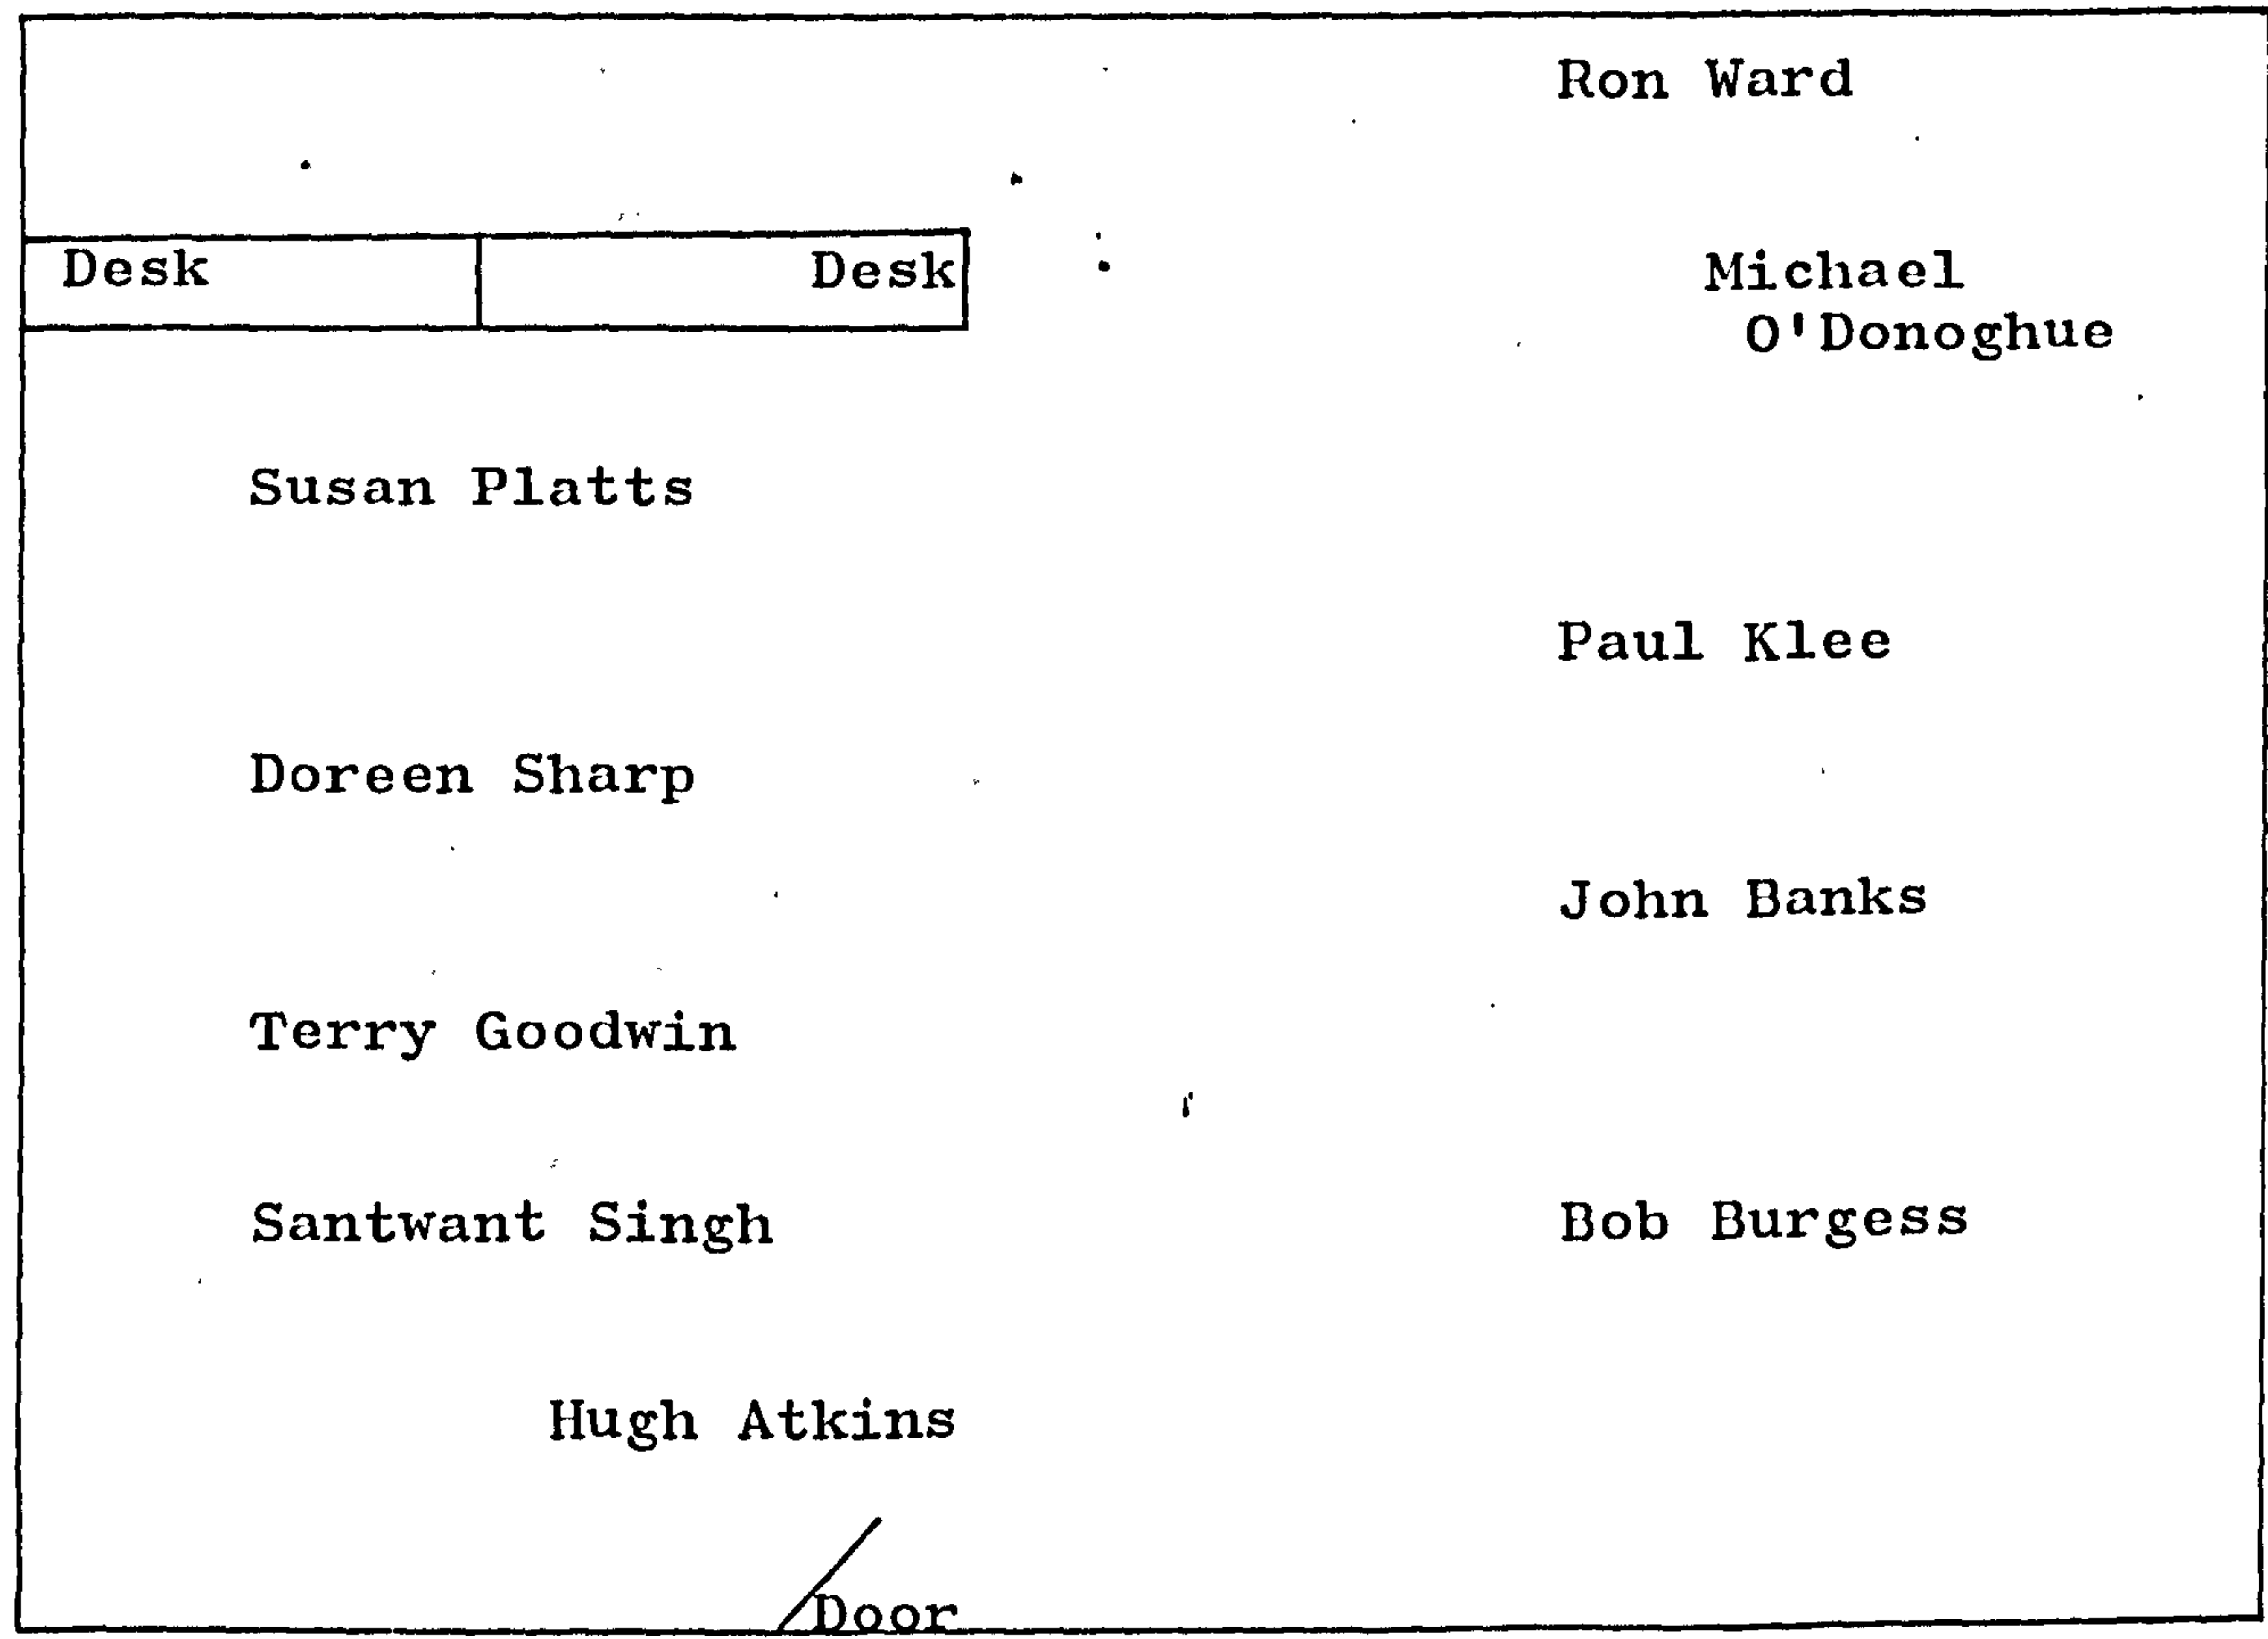 Ron Ward
Desk
Desk
Michael
O'Donoghue
Susan Platts
Paul Klee
Doreen Sharp
John Banks
Terry Goodwin
Santwant Singh
Bob Burgess
Hugh Atkins
Door